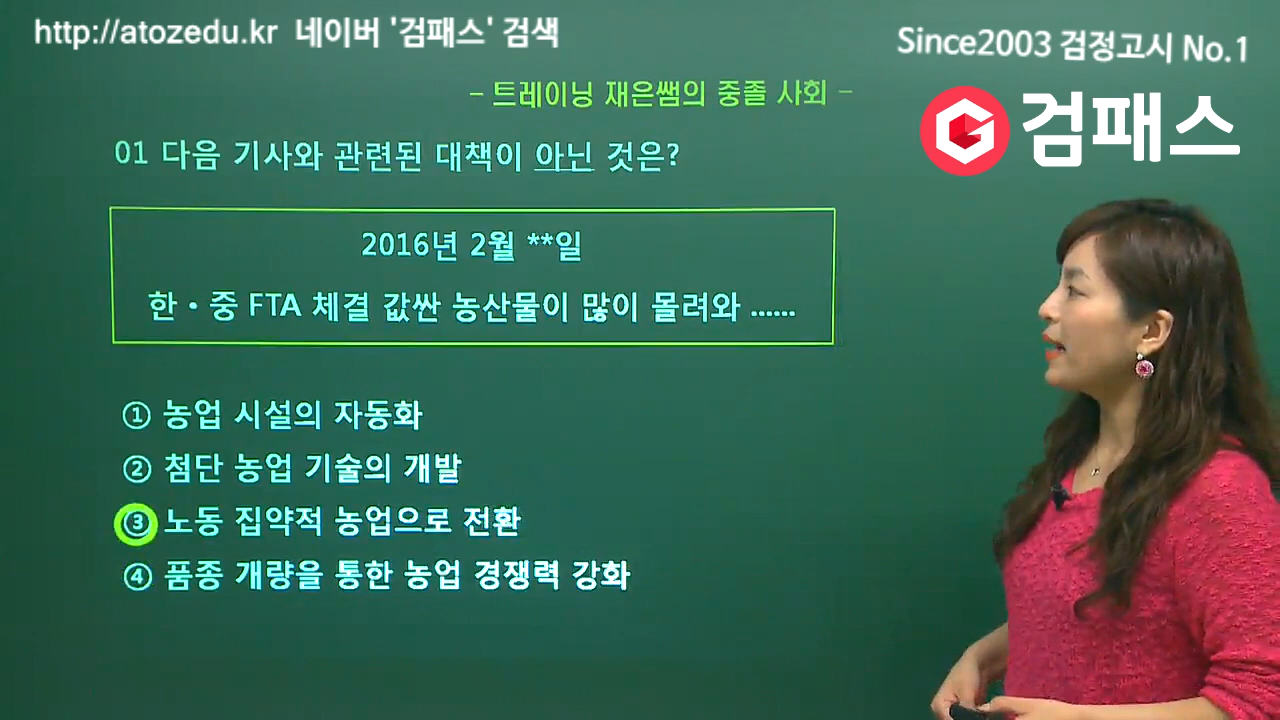 http://atozedu.kr 네이버 '검패스' 검색
Since2003 검정고시 No.1
검패스
- 트레이닝 재은쌤의 중졸 사회 -
01 다음 기사와 관련된 대책이 아닌 것은?
2016년 2월 **일
한・중 FTA 체결 값싼 농산물이 많이 몰려와 ......
① 농업 시설의 자동화
② 첨단 농업 기술의 개발
③ 노동 집약적 농업으로 전환
④ 품종 개량을 통한 농업 경쟁력 강화